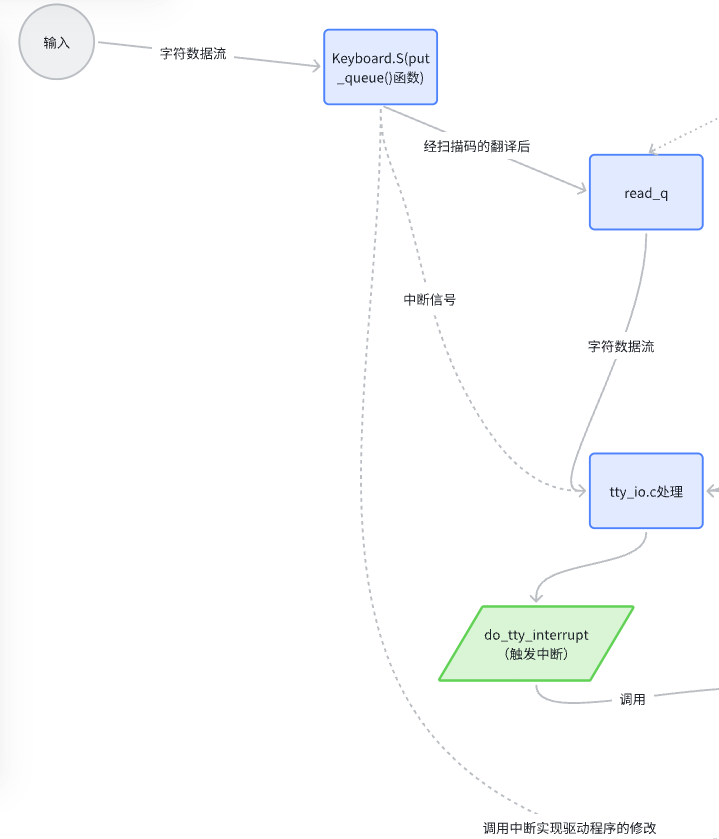 输入
字符数据流
Keyboard.S(put
_queue()函数)
经扫描码的翻译后
read_q
中断信号
字符数据流
tty_io.c处理
do_tty_interrupt
（触发中断）
调用
调用中断实现驱动程序的修改